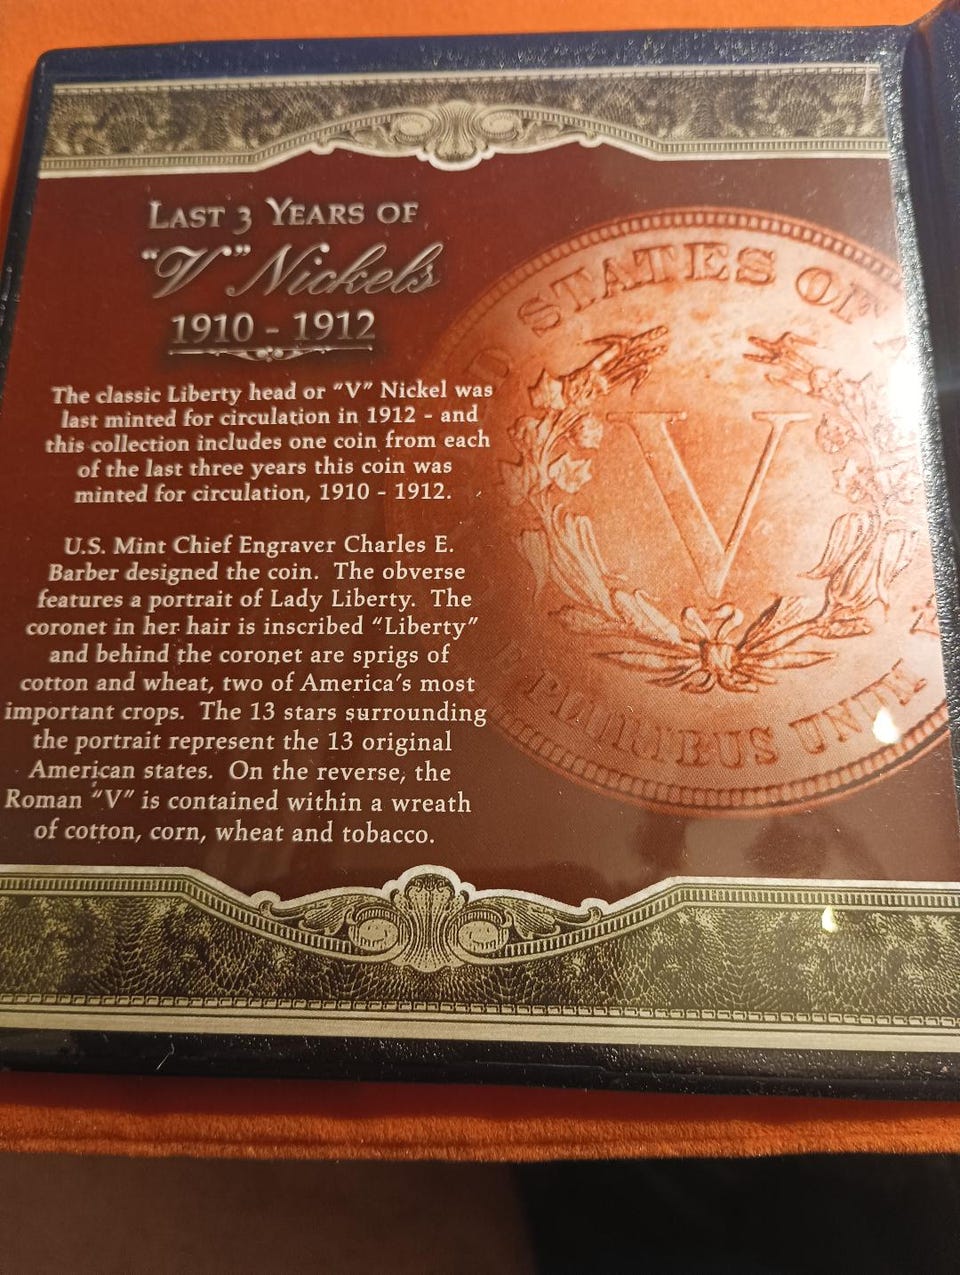 LAST 3 YEARS OF
"V" Nickels
1910 - 1912
The classic Liberty head or "V" Nickel was
last minted for circulation in 1912 - and
this collection includes one coin from each
of the last three years this coin was
minted for circulation, 1910 - 1912.
U.S. Mint Chief Engraver Charles E.
Barber designed the coin. The obverse
features a portrait of Lady Liberty. The
coronet in her hair is inscribed "Liberty"
and behind the coronet are sprigs of
cotton and wheat, two of America's most
important crops. The 13 stars surrounding
the portrait represent the 13 original
American states. On the reverse, the
Roman "V" is contained within a wreath
of cotton, corn, wheat and tobacco.
D STATES OF
V
PLURIBUS UNUM